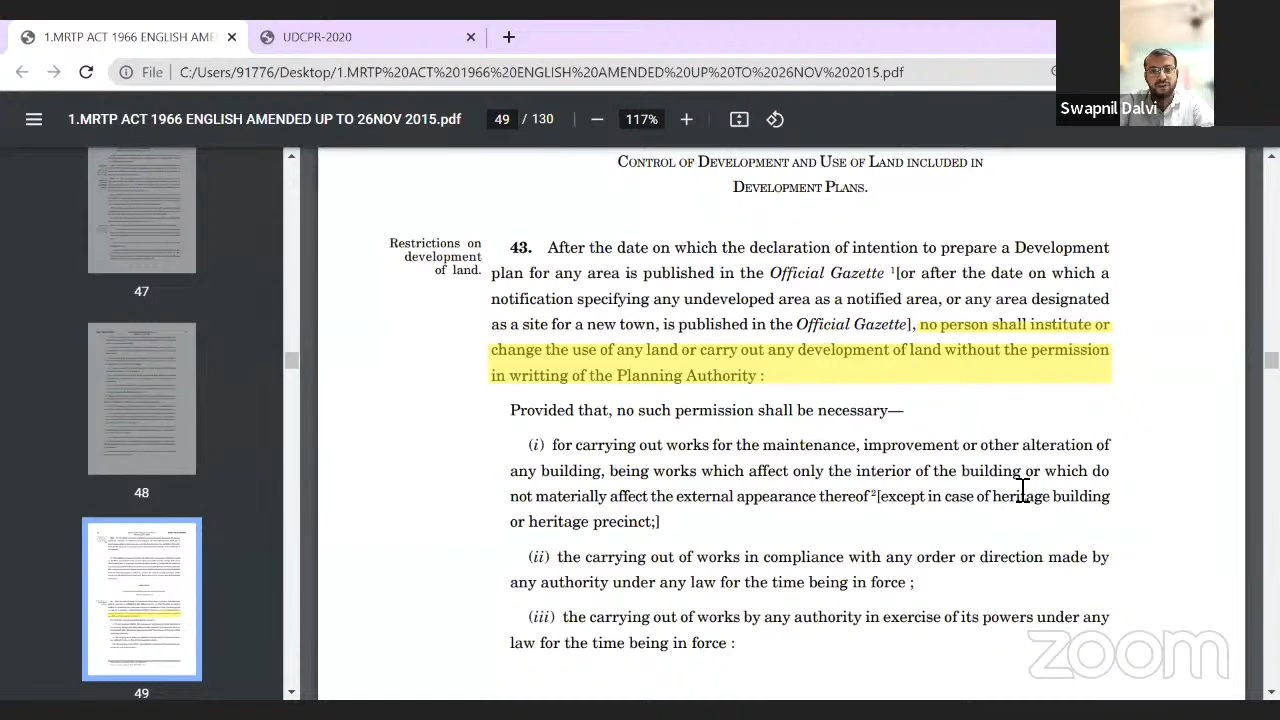 1.MRTP ACT 1966 ENGLISH AME
UDCPR-2020
File
C:/Users/91776/Desktop/1.MRTP%20ACT%201966%20ENGLISH%20AMENDED%20UP%20TO%2026NOV%202015.pdf
Swapnil Dalvi
1.MRTP ACT 1966 ENGLISH AMENDED UP TO 26NOV 2015.pdf
49 / 130
117%
47
48
49
CONTROL OF DEVELOPMENT AND USE OF LAND INCLUDED IN
DEVELOPMENT PLANS.
Restrictions on
development
of land.
43. After the date on which the declaration of intention to prepare a Development
plan for any area is published in the Official Gazette 1[or after the date on which a
notification specifying any undeveloped area as a notified area, or any area designated
as a site for a new town, is published in the Official Gazette], no person shall institute or
change the use of any land or carry out any development of land without the permission
in writting of the Planning Authority :
Provided that, no such permission shall be necessary—
(i) for carrying out works for the maintenance, improvement or other alteration of
any building, being works which affect only the interior of the building or which do
not materially affect the external appearance thereof 2[except in case of heritage building
or heritage precinct;]
(ii) the carrying out of works in compliance with any order or direction made by
any authority under any law for the time being in force ;
(iii) the carrying out of works by any authority in exercise of its powers under any
law for the time being in force :
zoom